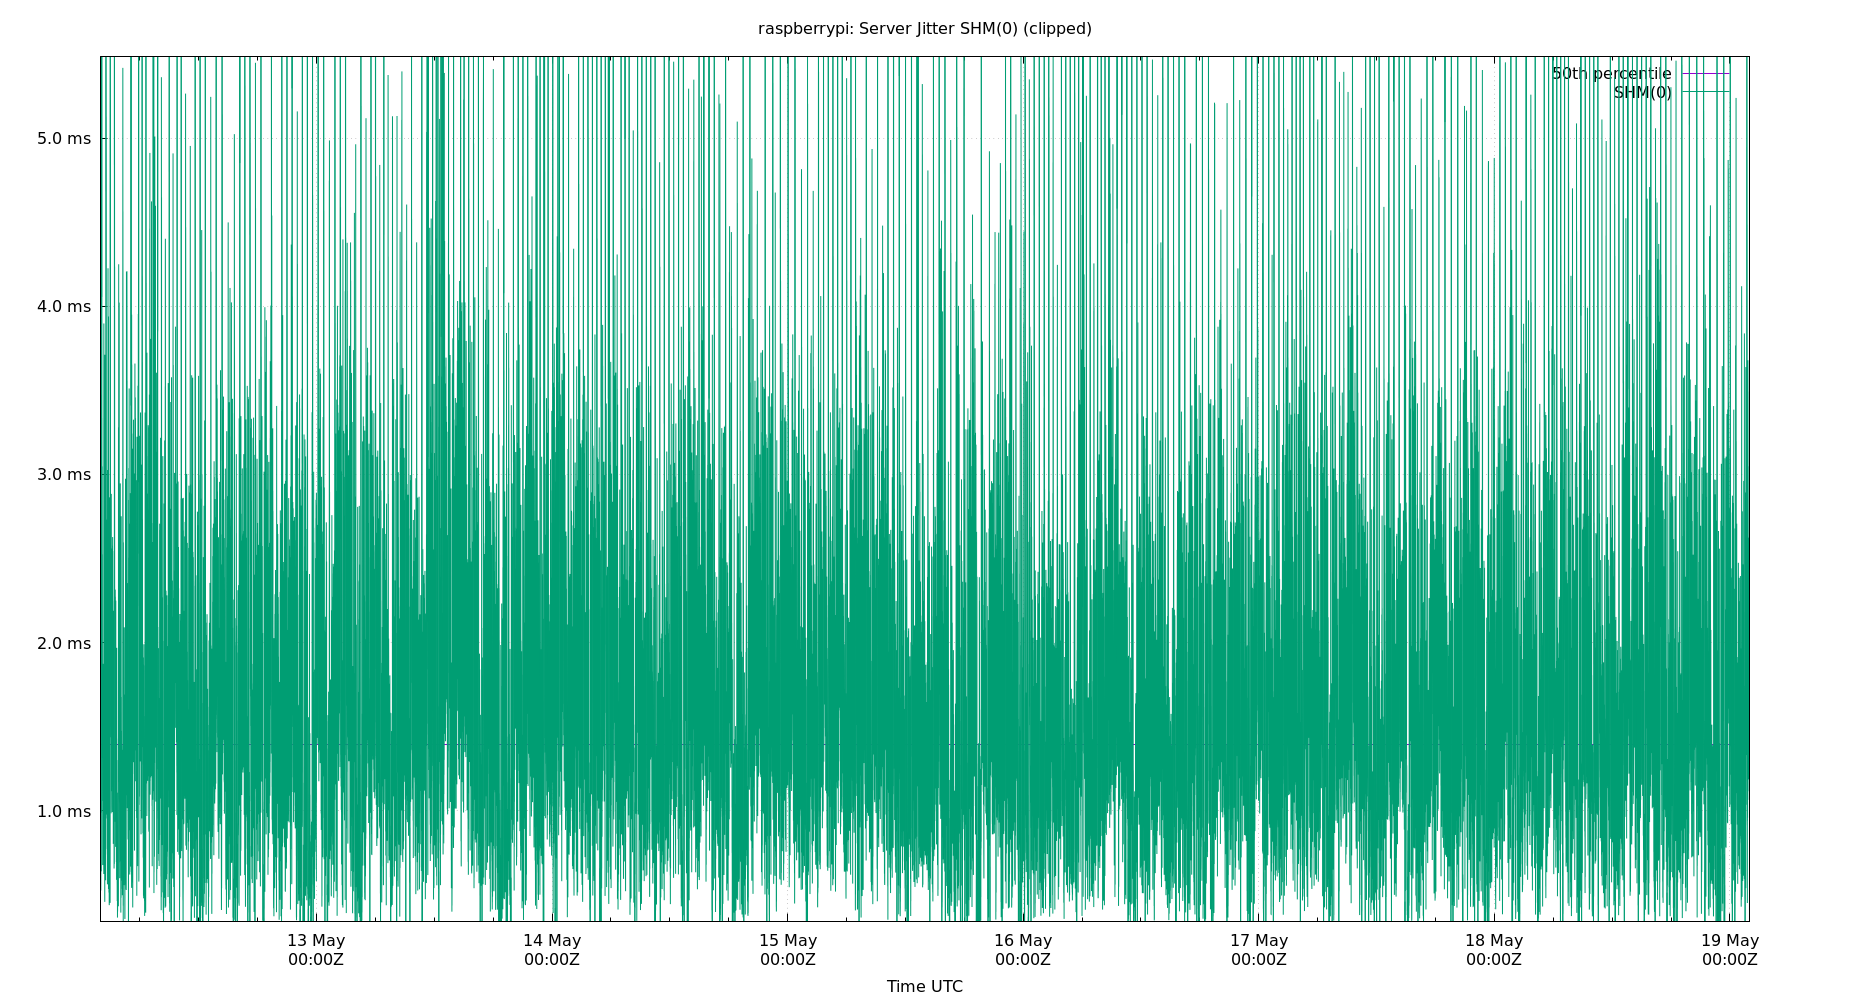 raspberrypi: Server Jitter SHM(0) (clipped)
50th percentile
SHM(0)
5.0 ms
4.0 ms
3.0 ms
2.0 ms
1.0 ms
13 May 14 May 15 May 16 May 17 May 18 May 19 May
00:00Z 00:00Z 00:00Z 00:00Z 00:00Z 00:00Z 00:00Z
Time UTC